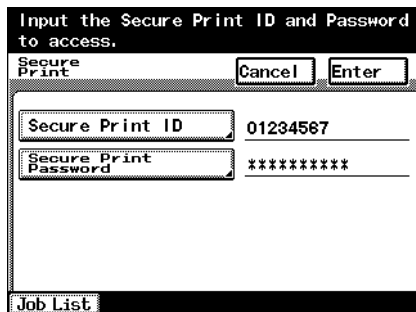 Input the Secure Print ID and Password
to access.
Secure
Print
Cancel
Enter
Secure Print ID
01234567
Secure Print
Password
**********
Job List